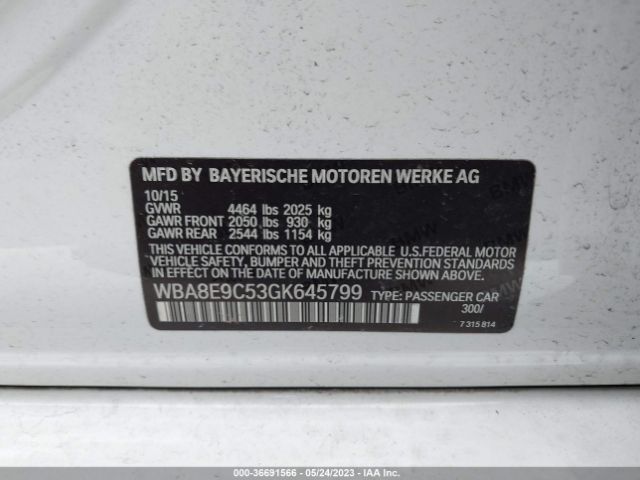 MFD BY BAYERISCHE MOTOREN WERKE AG
10/15
GVWR 4464 lbs 2025 kg
GAWR FRONT 2050 lbs 930 kg
GAWR REAR 2544 lbs 1154 kg
THIS VEHICLE CONFORMS TO ALL APPLICABLE U.S.FEDERAL MOTOR
VEHICLE SAFETY, BUMPER AND THEFT PREVENTION STANDARDS
IN EFFECT ON THE DATE OF MANUFACTURE SHOWN ABOVE.
WBA8E9C53GK645799 TYPE: PASSENGER CAR
300/
7 315 814
00-36691566 - 05/24/2023 - IAA Inc.